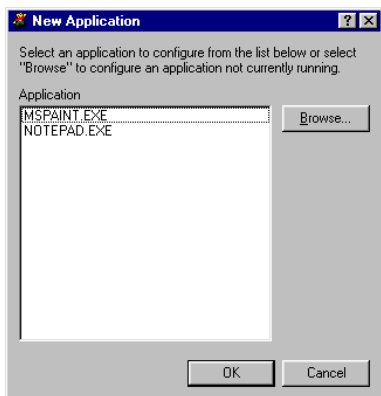 New Application
Select an application to configure from the list
below or select
"Browse" to configure an application not currently
running.
Application
MSPAINT.EXE
NOTEPAD.EXE
Browse...
OK
Cancel